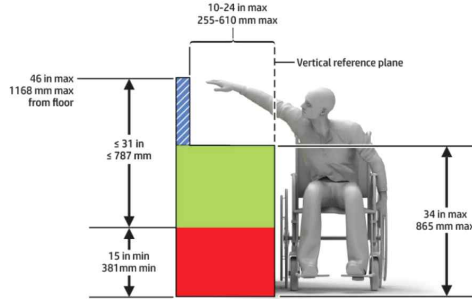 10-24 in max
255-610 mm max
Vertical reference plane
46 in max
1168 mm max
from floor
≤ 31 in
≤ 787 mm
34 in max
865 mm max
15 in min
381mm min